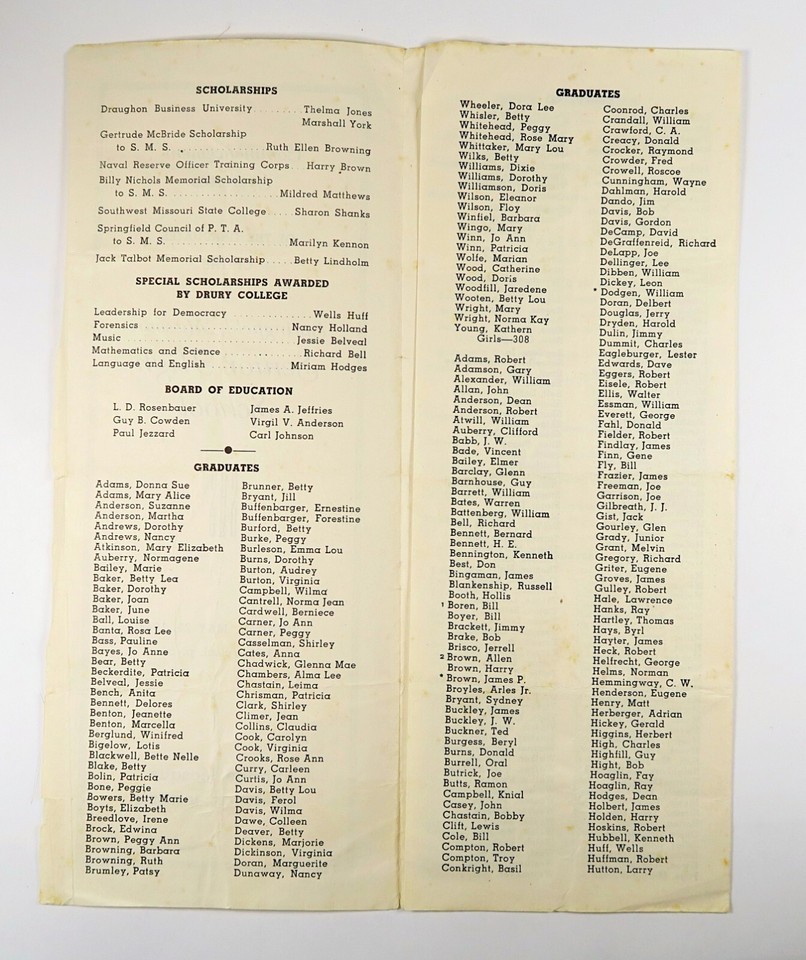 SCHOLARSHIPS
Draughon Business University ........ Thelma Jones
Marshall York
Gertrude McBride Scholarship
to S. M. S. ............... Ruth Ellen Browning
Naval Reserve Officer Training Corps Harry Brown
Billy Nichols Memorial Scholarship
to S. M. S. ................. Mildred Matthews
Southwest Missouri State College .... Sharon Shanks
Springfield Council of P. T. A.
to S. M. S. ................. Marilyn Kennon
Jack Talbot Memorial Scholarship ..... Betty Lindholm
SPECIAL SCHOLARSHIPS AWARDED
BY DRURY COLLEGE
Leadership for Democracy ............ Wells Huff
Forensics ..................... Nancy Holland
Music ......................... Jessie Belveal
Mathematics and Science ............ Richard Bell
Language and English ............ Miriam Hodges
BOARD OF EDUCATION
L. D. Rosenbauer
Guy B. Cowden
Paul Jezzard
James A. Jeffries
Virgil V. Anderson
Carl Johnson
GRADUATES
Adams, Donna Sue
Adams, Mary Alice
Anderson, Suzanne
Anderson, Martha
Andrews, Dorothy
Andrews, Nancy
Atkinson, Mary Elizabeth
Auberry, Normagene
Bailey, Marie
Baker, Betty Lea
Baker, Dorothy
Baker, Joan
Baker, June
Ball, Louise
Banta, Rosa Lee
Bass, Pauline
Bayes, Jo Anne
Bear, Betty
Beckerdite, Patricia
Belveal, Jessie
Bench, Anita
Bennett, Delores
Benton, Jeanette
Benton, Marcella
Berglund, Winifred
Bigelow, Lotis
Blackwell, Bette Nelle
Blake, Betty
Bolin, Patricia
Bone, Peggie
Bowers, Betty Marie
Boyts, Elizabeth
Breedlove, Irene
Brock, Edwina
Brown, Peggy Ann
Browning, Barbara
Browning, Ruth
Brumley, Patsy
Brunner, Betty
Bryant, Jill
Buffenbarger, Ernestine
Buffenbarger, Forestine
Burford, Betty
Burke, Peggy
Burleson, Emma Lou
Burns, Dorothy
Burton, Audrey
Burton, Virginia
Campbell, Wilma
Cantrell, Norma Jean
Cardwell, Berniece
Carner, Jo Ann
Carner, Peggy
Casselman, Shirley
Cates, Anna
Chadwick, Glenna Mae
Chambers, Alma Lee
Chastain, Leima
Chrisman, Patricia
Clark, Shirley
Climer, Jean
Collins, Claudia
Cook, Carolyn
Cook, Virginia
Crooks, Rose Ann
Curry, Carleen
Curtis, Jo Ann
Davis, Betty Lou
Davis, Ferol
Davis, Wilma
Dawe, Colleen
Deaver, Betty
Dickens, Marjorie
Dickinson, Virginia
Doran, Marguerite
Dunaway, Nancy
GRADUATES
Wheeler, Dora Lee
Whisler, Betty
Whitehead, Peggy
Whitehead, Rose Mary
Whittaker, Mary Lou
Wilks, Betty
Williams, Dixie
Williams, Dorothy
Williamson, Doris
Wilson, Eleanor
Wilson, Floy
Winfiel, Barbara
Wingo, Mary
Winn, Jo Ann
Winn, Patricia
Wolfe, Marian
Wood, Catherine
Wood, Doris
Woodfill, Jaredene
Wooten, Betty Lou
Wright, Mary
Wright, Norma Kay
Young, Kathern
Girls—308
Adams, Robert
Adamson, Gary
Alexander, William
Allan, John
Anderson, Dean
Anderson, Robert
Atwill, William
Auberry, Clifford
Babb, J. W.
Bade, Vincent
Bailey, Elmer
Barclay, Glenn
Barnhouse, Guy
Barrett, William
Bates, Warren
Battenberg, William
Bell, Richard
Bennett, Bernard
Bennett, H. E.
Bennington, Kenneth
Best, Don
Bingaman, James
Blankenship, Russell
Booth, Hollis
1 Boren, Bill
Boyer, Bill
Brackett, Jimmy
Brake, Bob
Brisco, Jerrell
2 Brown, Allen
Brown, Harry
* Brown, James P.
Broyles, Arles Jr.
Bryant, Sydney
Buckley, James
Buckley, J. W.
Buckner, Ted
Burgess, Beryl
Burns, Donald
Burrell, Oral
Butrick, Joe
Butts, Ramon
Campbell, Knial
Casey, John
Chastain, Bobby
Clift, Lewis
Cole, Bill
Compton, Robert
Compton, Troy
Conkright, Basil
Coonrod, Charles
Crandall, William
Crawford, C. A.
Creacy, Donald
Crocker, Raymond
Crowder, Fred
Crowell, Roscoe
Cunningham, Wayne
Dahlman, Harold
Dando, Jim
Davis, Bob
Davis, Gordon
DeCamp, David
DeGraffenreid, Richard
DeLapp, Joe
Dellinger, Lee
Dibben, William
Dickey, Leon
* Dodgen, William
Doran, Delbert
Douglas, Jerry
Dryden, Harold
Dulin, Jimmy
Dummit, Charles
Eagleburger, Lester
Edwards, Dave
Eggers, Robert
Eisele, Robert
Ellis, Walter
Essman, William
Everett, George
Fahl, Donald
Fielder, Robert
Findlay, James
Finn, Gene
Fly, Bill
Frazier, James
Freeman, Joe
Garrison, Joe
Gilbreath, J. J.
Gist, Jack
Gourley, Glen
Grady, Junior
Grant, Melvin
Gregory, Richard
Griter, Eugene
Groves, James
Gulley, Robert
Hale, Lawrence
Hanks, Ray
Hartley, Thomas
Hays, Byrl
Hayter, James
Heck, Robert
Helfrecht, George
Helms, Norman
Hemmingway, C. W.
Henderson, Eugene
Henry, Matt
Herberger, Adrian
Hickey, Gerald
Higgins, Herbert
High, Charles
Highfill, Guy
Hight, Bob
Hoaglin, Fay
Hoaglin, Ray
Hodges, Dean
Holbert, James
Holden, Harry
Hoskins, Robert
Hubbell, Kenneth
Huff, Wells
Huffman, Robert
Hutton, Larry